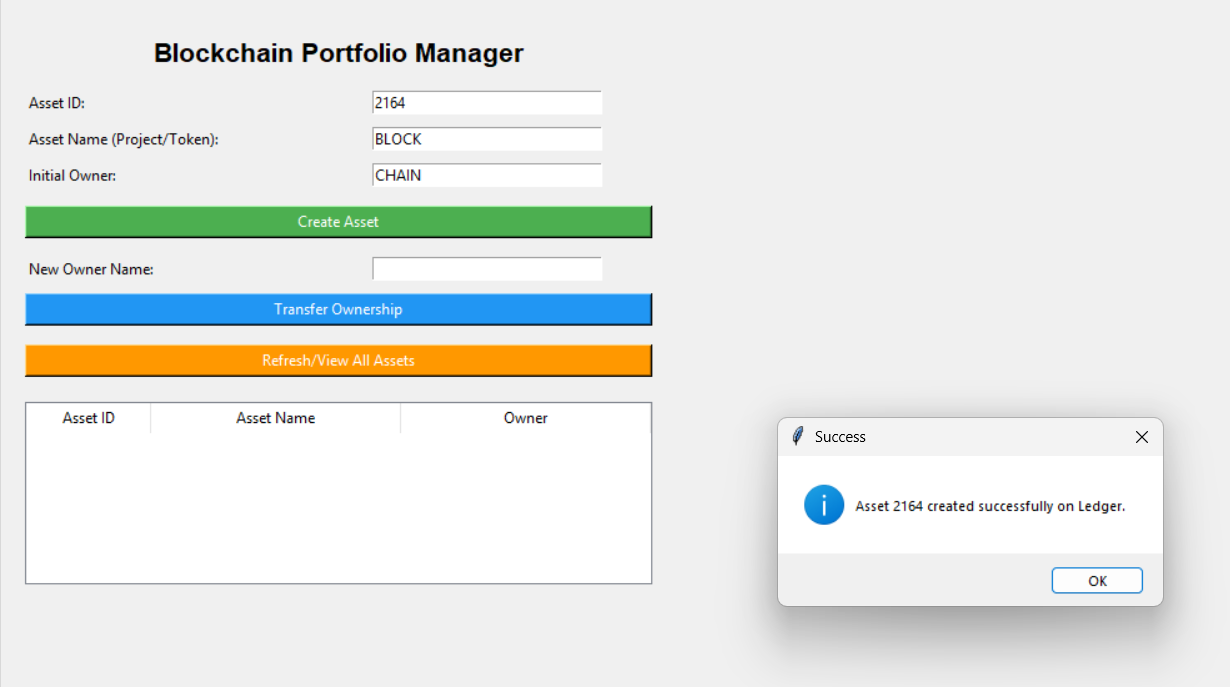 Blockchain Portfolio Manager
Asset ID: 2164
Asset Name (Project/Token): BLOCK
Initial Owner: CHAIN
Create Asset
New Owner Name:
Transfer Ownership
Refresh/View All Assets
Asset ID Asset Name Owner
Success
Asset 2164 created successfully on Ledger.
OK